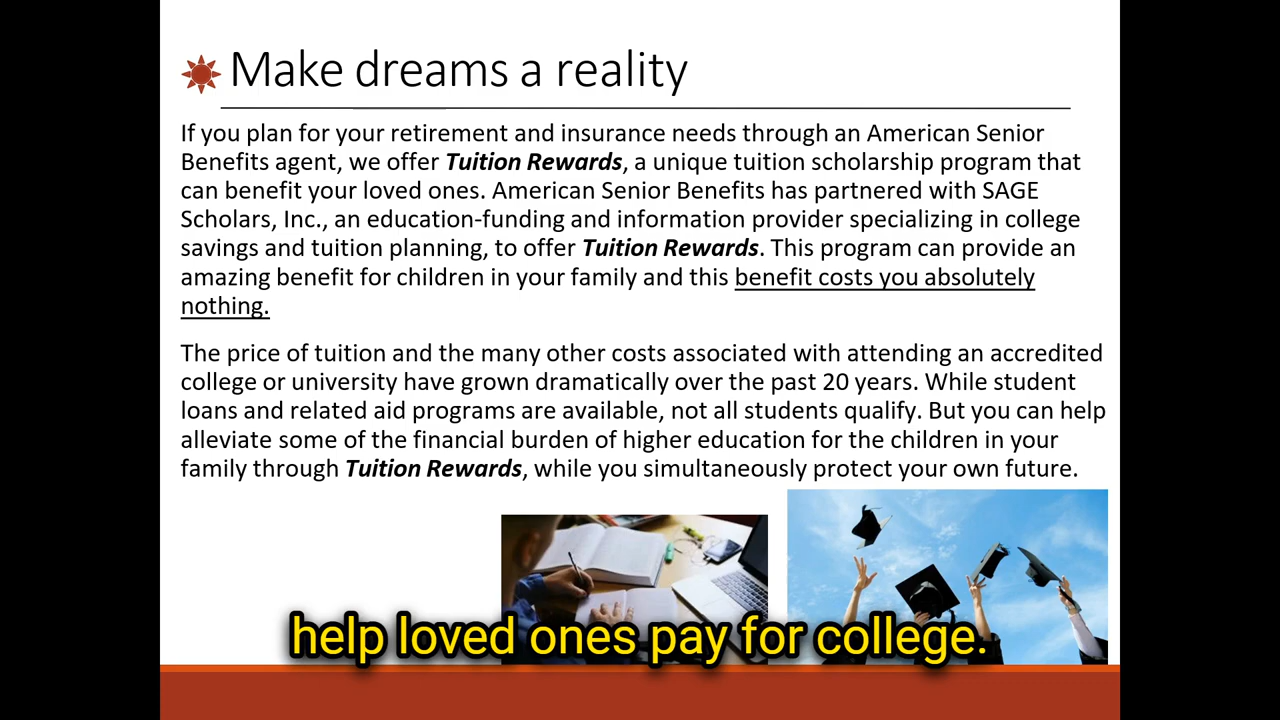 Make dreams a reality
If you plan for your retirement and insurance needs through an American Senior
Benefits agent, we offer Tuition Rewards, a unique tuition scholarship program that
can benefit your loved ones. American Senior Benefits has partnered with SAGE
Scholars, Inc., an education-funding and information provider specializing in college
savings and tuition planning, to offer Tuition Rewards. This program can provide an
amazing benefit for children in your family and this benefit costs you absolutely
nothing.
The price of tuition and the many other costs associated with attending an accredited
college or university have grown dramatically over the past 20 years. While student
loans and related aid programs are available, not all students qualify. But you can help
alleviate some of the financial burden of higher education for the children in your
family through Tuition Rewards, while you simultaneously protect your own future.
help loved ones pay for college.